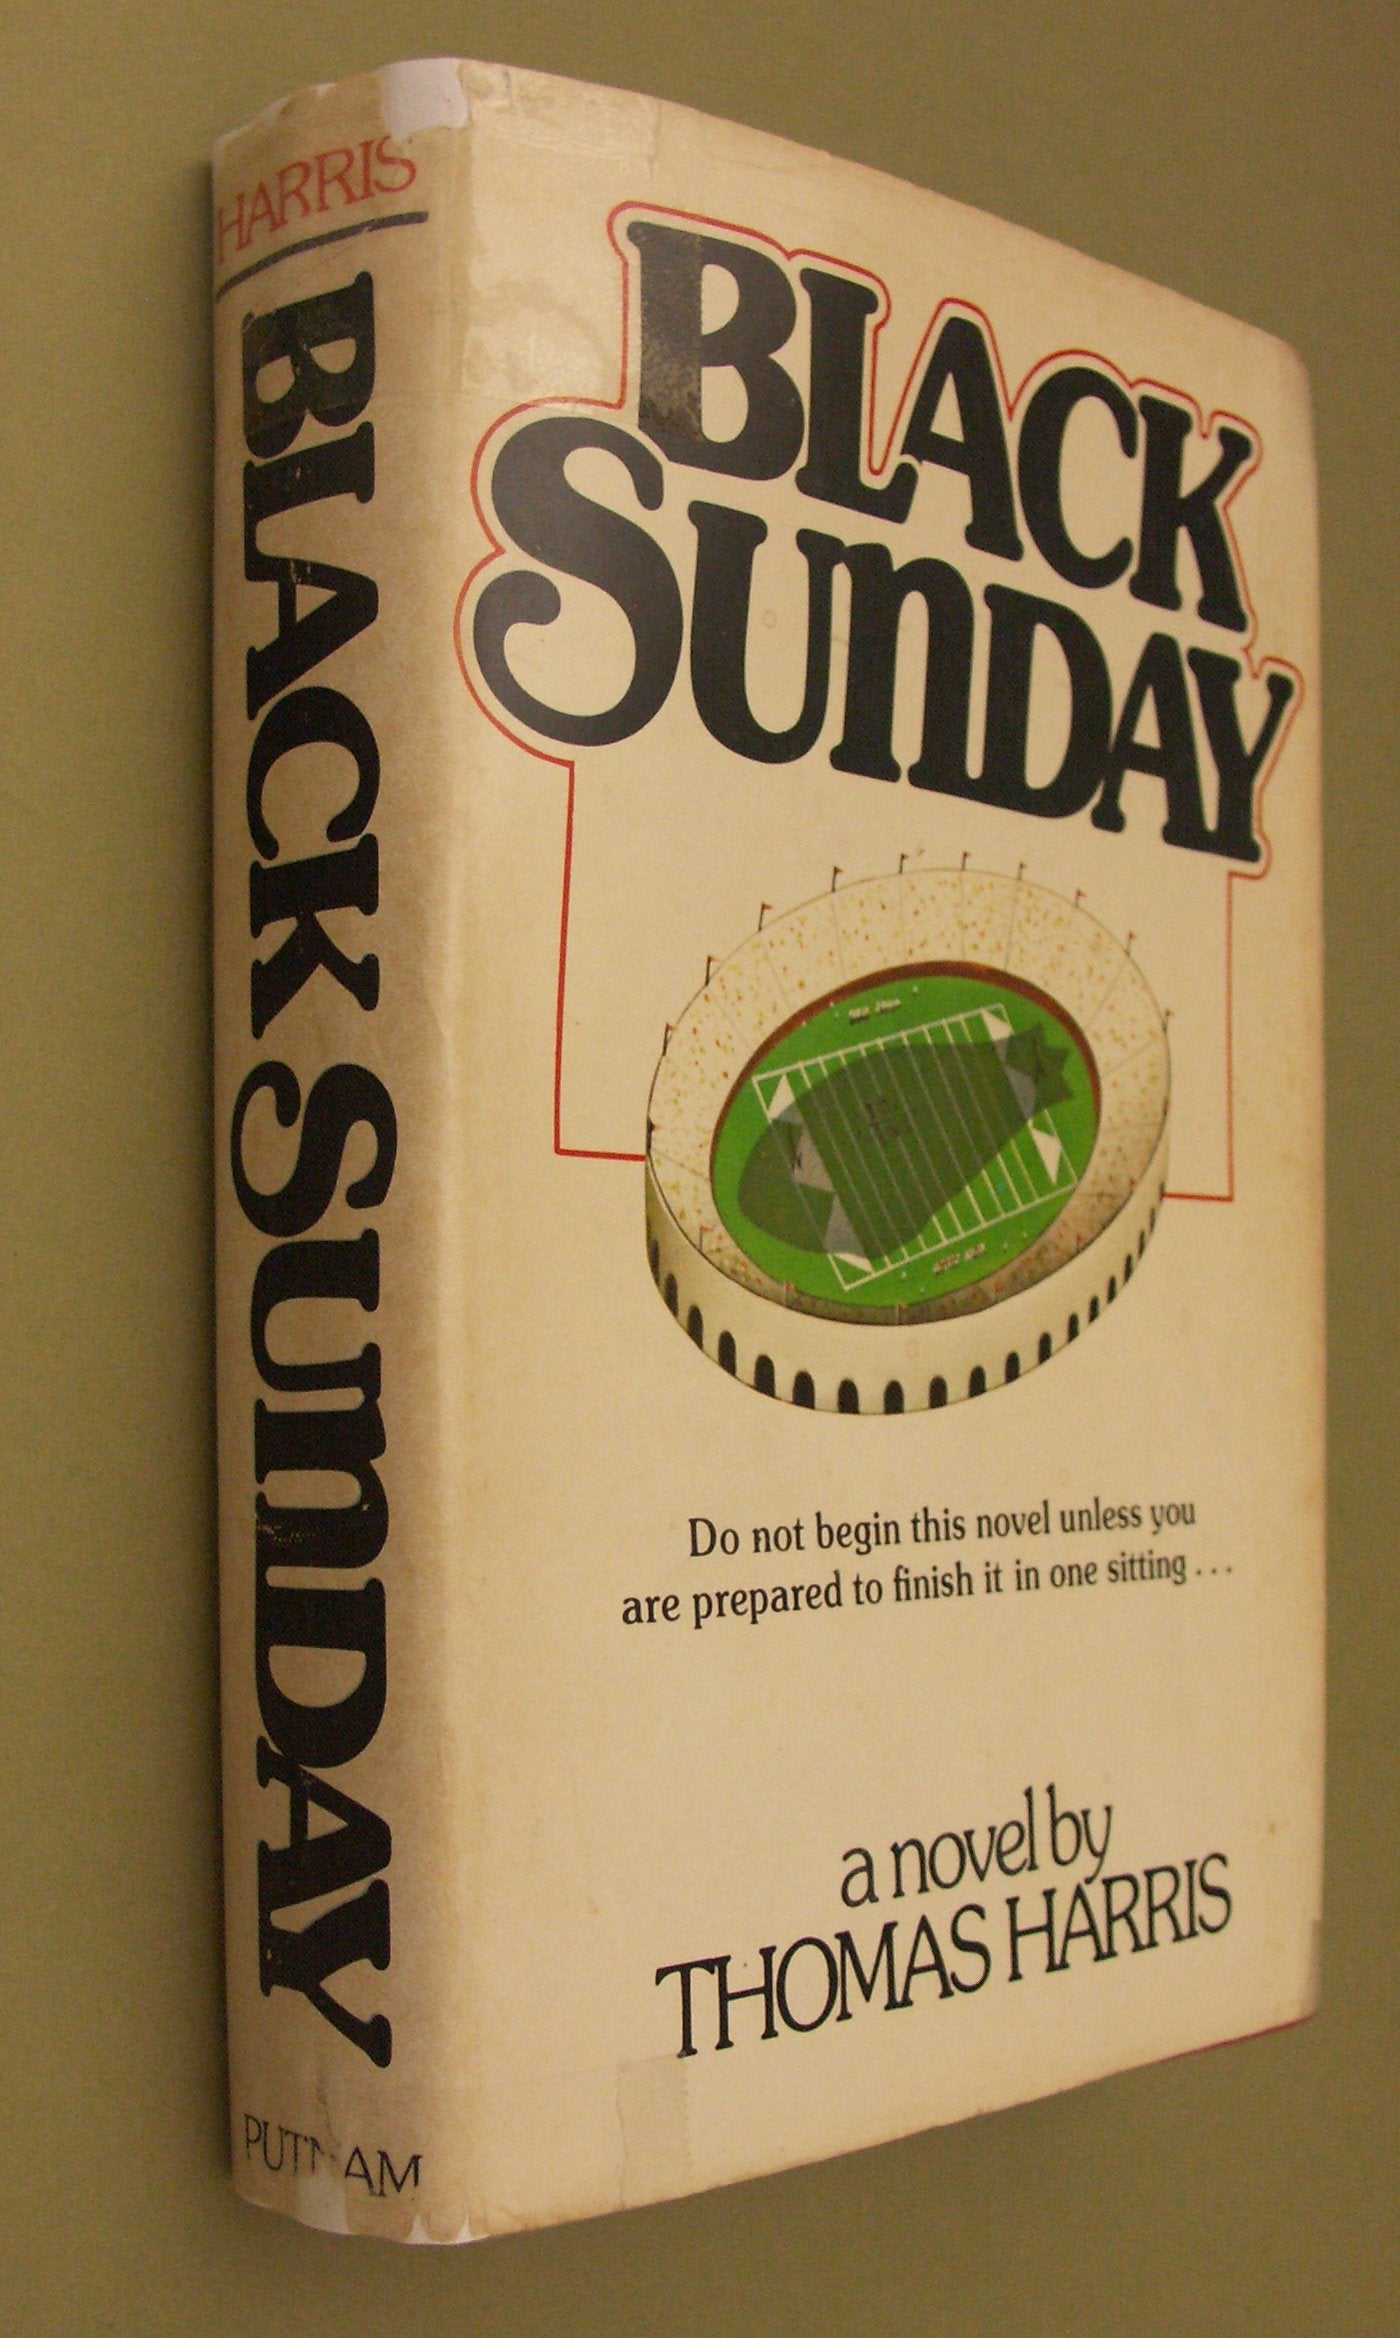 HARRIS
BLACK SUNDAY
PUTNAM
BLACK
SUNDAY
Do not begin this novel unless you
are prepared to finish it in one sitting...
a novel by
THOMAS HARRIS